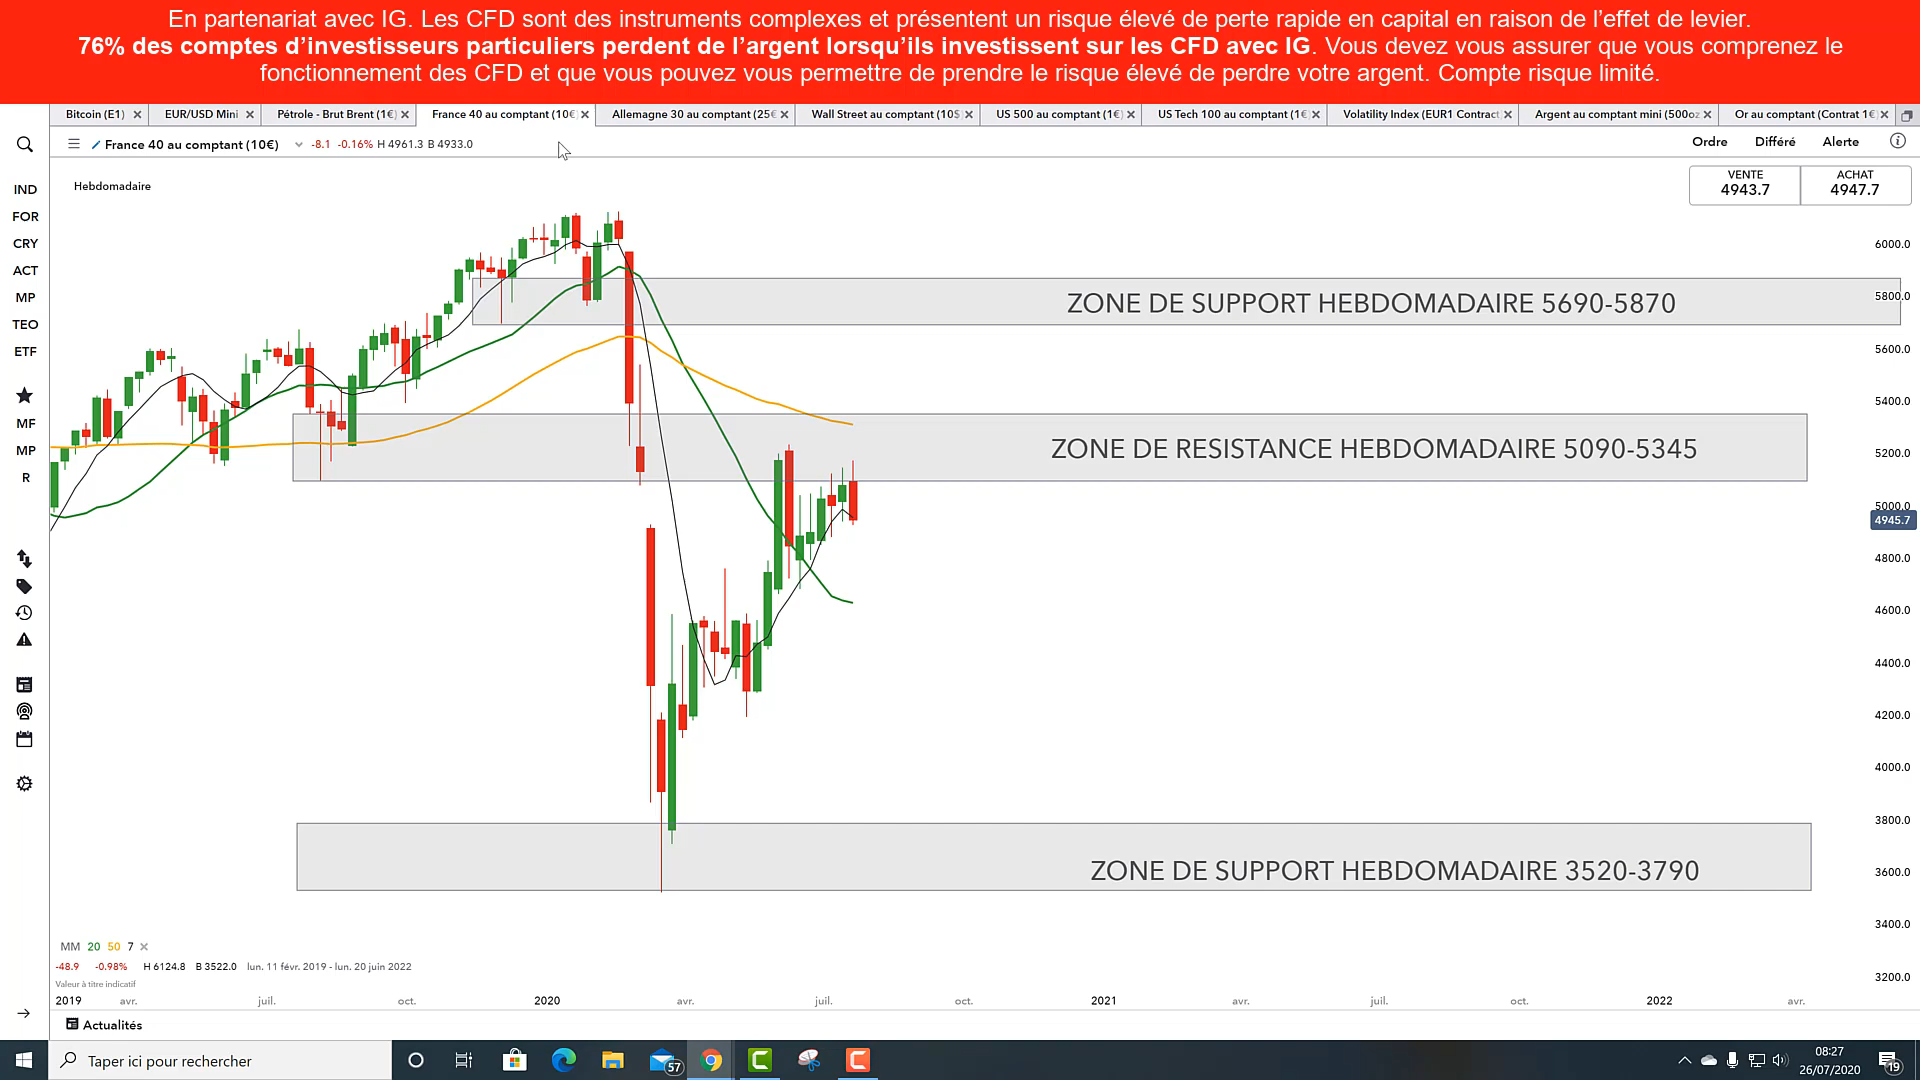 En partenariat avec IG. Les CFD sont des instruments complexes et présentent un risque élevé de perte rapide en capital en raison de l'effet de levier.
76% des comptes d'investisseurs particuliers perdent de l'argent lorsqu'ils investissent sur les CFD avec IG. Vous devez vous assurer que vous comprenez le
fonctionnement des CFD et que vous pouvez vous permettre de prendre le risque élevé de perdre votre argent. Compte risque limité.
Bitcoin (E1) EUR/USD Mini Pétrole - Brut Brent (1€) France 40 au comptant (10€) Allemagne 30 au comptant (25€ Wall Street au comptant (10$) US 500 au comptant (1€) US Tech 100 au comptant (1€) Volatility Index (EUR1 Contract) Argent au comptant mini (500oz Or au comptant (Contrat 1€
France 40 au comptant (10€) -8.1 -0.16% H 4961.3 B 4933.0 Ordre Différé Alerte
Hebdomadaire
VENTE ACHAT
4943.7 4947.7
IND
FOR
CRY
ACT
MP
TEO
ETF
MF
MP
R
ZONE DE SUPPORT HEBDOMADAIRE 5690-5870
ZONE DE RESISTANCE HEBDOMADAIRE 5090-5345
ZONE DE SUPPORT HEBDOMADAIRE 3520-3790
6000.0
5800.0
5600.0
5400.0
5200.0
5000.0
4945.7
4800.0
4600.0
4400.0
4200.0
4000.0
3800.0
3600.0
3400.0
3200.0
MM 20 50 7
-48.9 -0.98% H 6124.8 B 3522.0 lun. 11 févr. 2019 - lun. 20 juin 2022
Valeur à titre indicatif
2019 avr. juil. oct. 2020 avr. juil. oct. 2021 avr. juil. oct. 2022 avr.
Actualités
Taper ici pour rechercher
57
08:27
26/07/2020
19